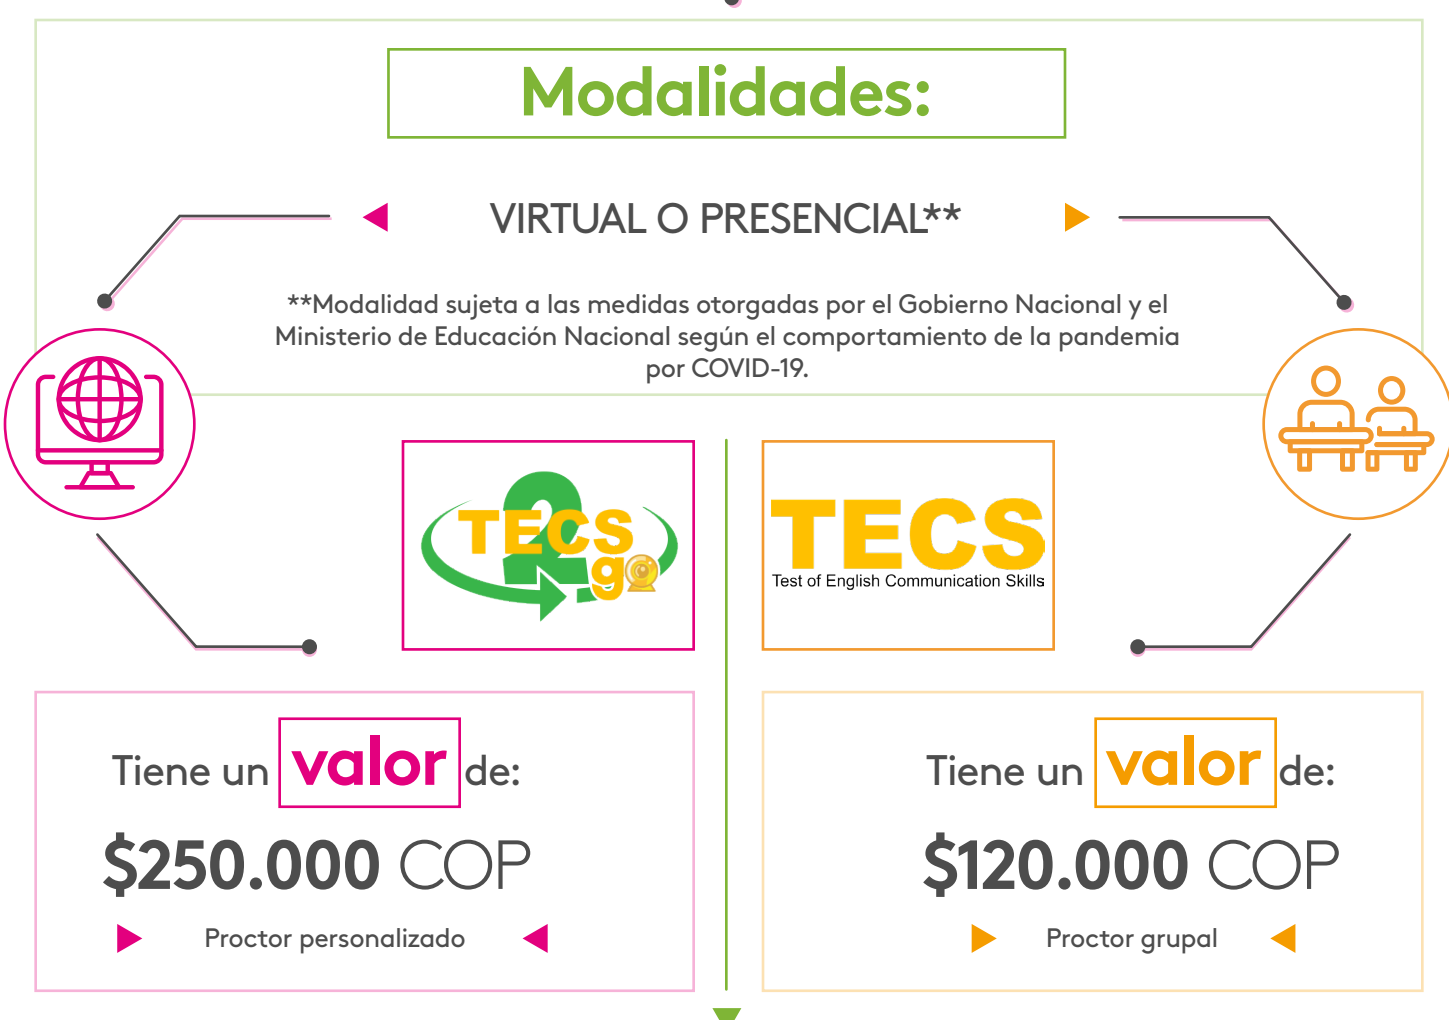 Modalidades:
VIRTUAL O PRESENCIAL**
**Modalidad sujeta a las medidas otorgadas por el Gobierno Nacional y el
Ministerio de Educación Nacional según el comportamiento de la pandemia
por COVID-19.
TECS
2
go
TECS
Test of English Communication Skills
Tiene un valor de:
$250.000 COP
Proctor personalizado
Tiene un valor de:
$120.000 COP
Proctor grupal